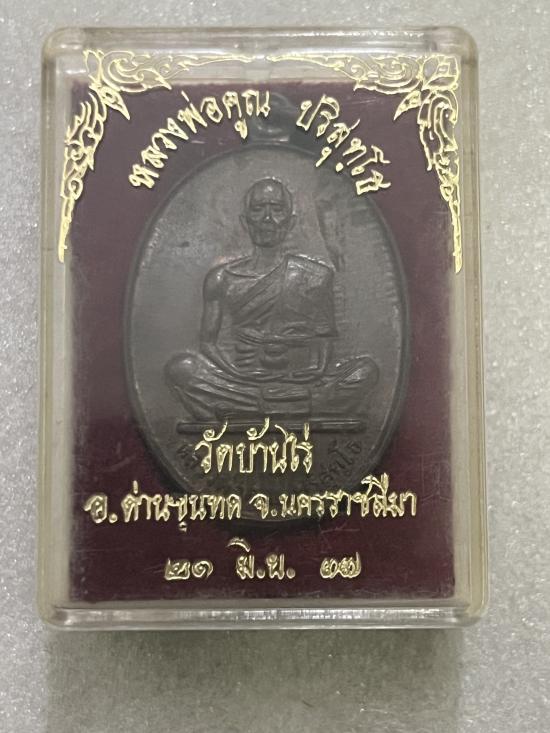 หลวงพ่อคูณ ปริสุทฺโธ
วัดบ้านไร่
อ.ด่านขุนทด จ.นครราชสีมา
๒๑ มิ.ย. ๓๗